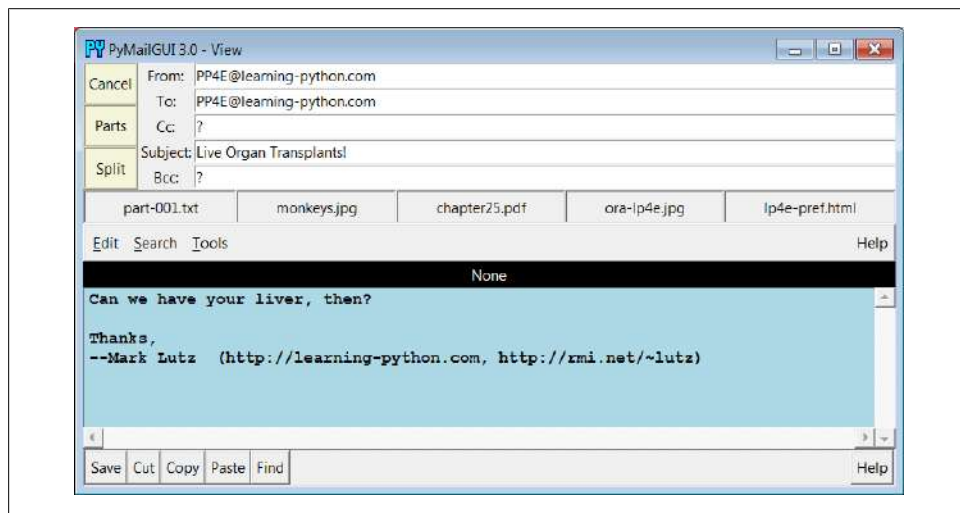 PyMailGUI 3.0 - View
Cancel From: PP4E@learning-python.com
To: PP4E@learning-python.com
Parts Cc: ?
Subject: Live Organ Transplants!
Split Bcc: ?
part-001.txt monkeys.jpg chapter25.pdf ora-lp4e.jpg lp4e-pref.html
Edit Search Tools Help
None
Can we have your liver, then?
Thanks,
--Mark Lutz (http://learning-python.com, http://rmi.net/~lutz)
Save Cut Copy Paste Find Help